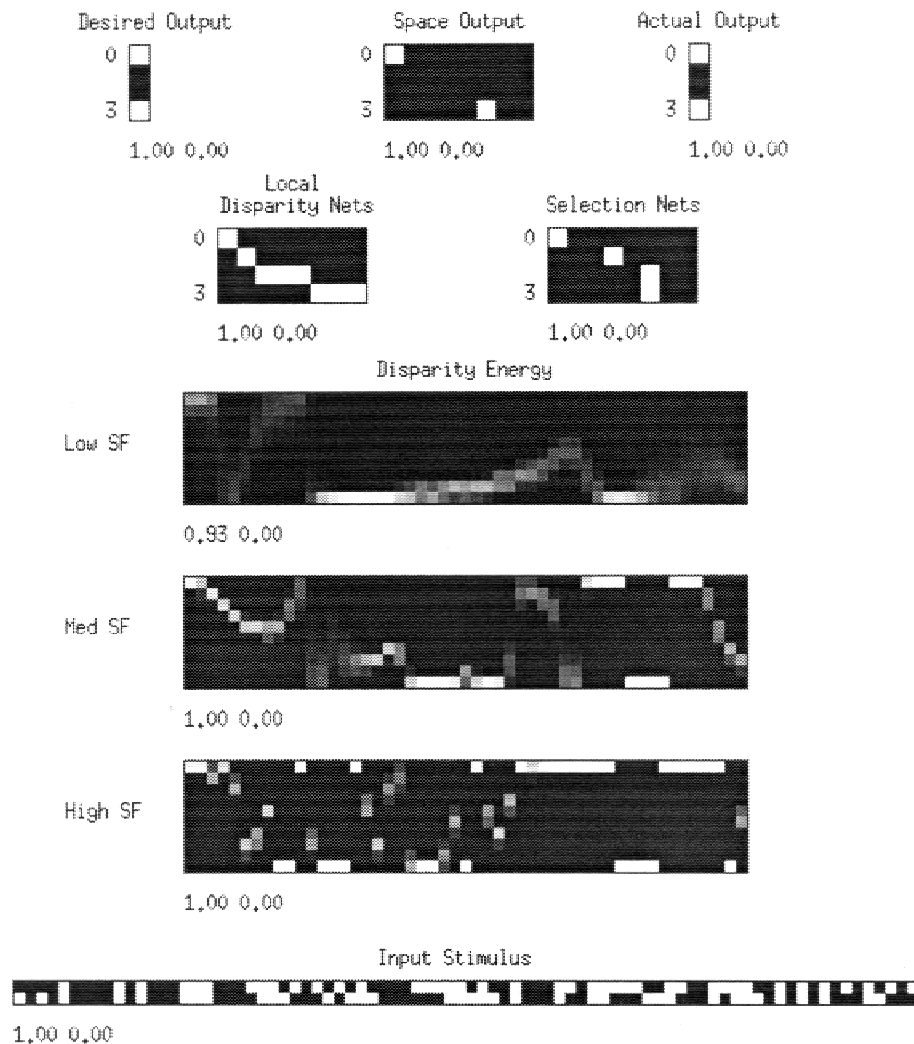 Desired Output
Space Output
Actual Output
0
0
3
3
1.00 0.00
1.00 0.00
1.00 0.00
Local
Disparity Nets
Selection Nets
0
0
3
3
1.00 0.00
1.00 0.00
Disparity Energy
Low SF
0.93 0.00
Med SF
1.00 0.00
High SF
1.00 0.00
Input Stimulus
1.00 0.00